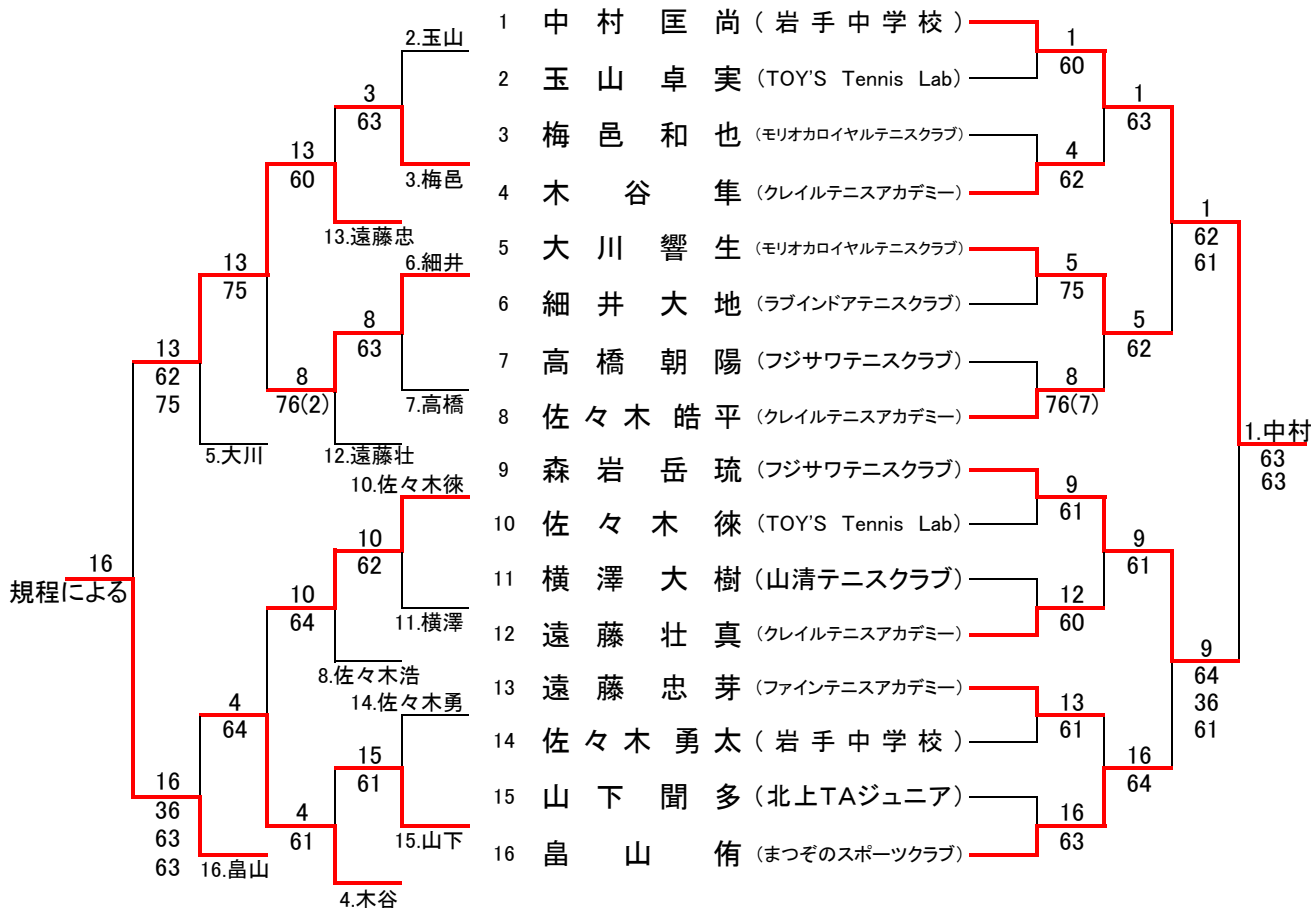 1 中村匡尚 (岩手中学校)
2 玉山卓実 (TOY'S Tennis Lab)
3 梅邑和也 (モリオカロイヤルテニスクラブ)
4 木谷隼 (クレイルテニスアカデミー)
5 大川響生 (モリオカロイヤルテニスクラブ)
6 細井大地 (ラブインドアテニスクラブ)
7 高橋朝陽 (フジサワテニスクラブ)
8 佐々木皓平 (クレイルテニスアカデミー)
9 森岩岳琉 (フジサワテニスクラブ)
10 佐々木徠 (TOY'S Tennis Lab)
11 横澤大樹 (山清テニスクラブ)
12 遠藤壮真 (クレイルテニスアカデミー)
13 遠藤忠芽 (ファインテニスアカデミー)
14 佐々木勇太 (岩手中学校)
15 山下聞多 (北上TAジュニア)
16 畠山侑 (まつぞのスポーツクラブ)
1
60
4
62
5
75
8
76(7)
9
61
12
60
13
61
16
63
1
63
5
62
9
61
16
64
1
62
61
9
64
36
61
1.中村
63
63
2.玉山
3
63
3.梅邑
13
60
13.遠藤忠
6.細井
8
63
7.高橋
12.遠藤壮
8
76(2)
13
75
5.大川
13
62
75
10.佐々木徠
10
62
11.横澤
10
64
8.佐々木浩
14.佐々木勇
15
61
15.山下
4
61
4.木谷
4
64
16.畠山
16
36
63
63
16
規程による